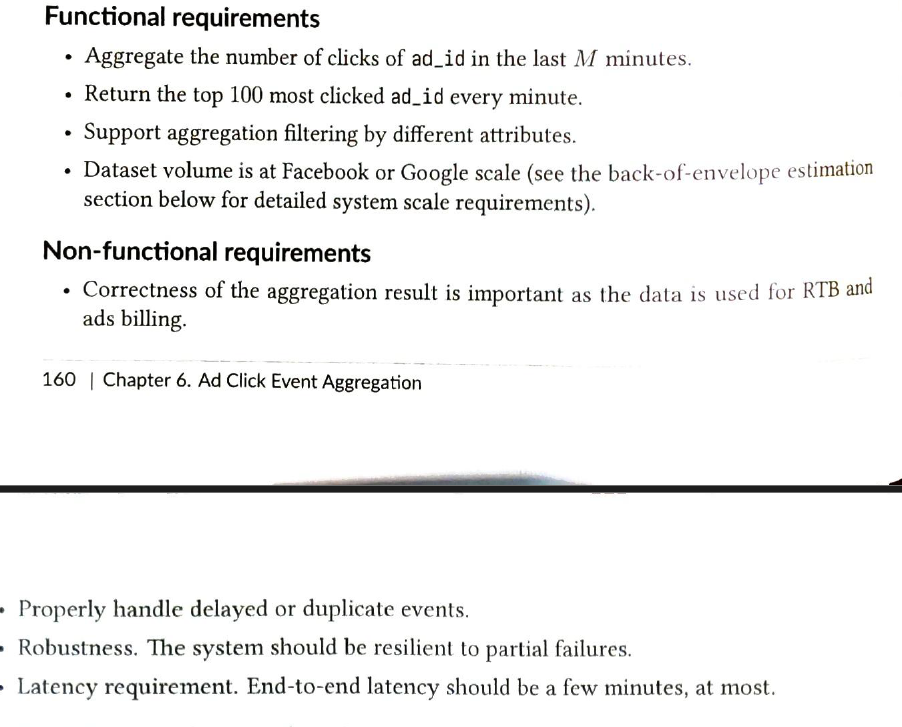 Functional requirements
• Aggregate the number of clicks of ad_id in the last M minutes.
• Return the top 100 most clicked ad_id every minute.
• Support aggregation filtering by different attributes.
• Dataset volume is at Facebook or Google scale (see the back-of-envelope estimation
section below for detailed system scale requirements).
Non-functional requirements
• Correctness of the aggregation result is important as the data is used for RTB and
ads billing.
160 | Chapter 6. Ad Click Event Aggregation
• Properly handle delayed or duplicate events.
• Robustness. The system should be resilient to partial failures.
• Latency requirement. End-to-end latency should be a few minutes, at most.